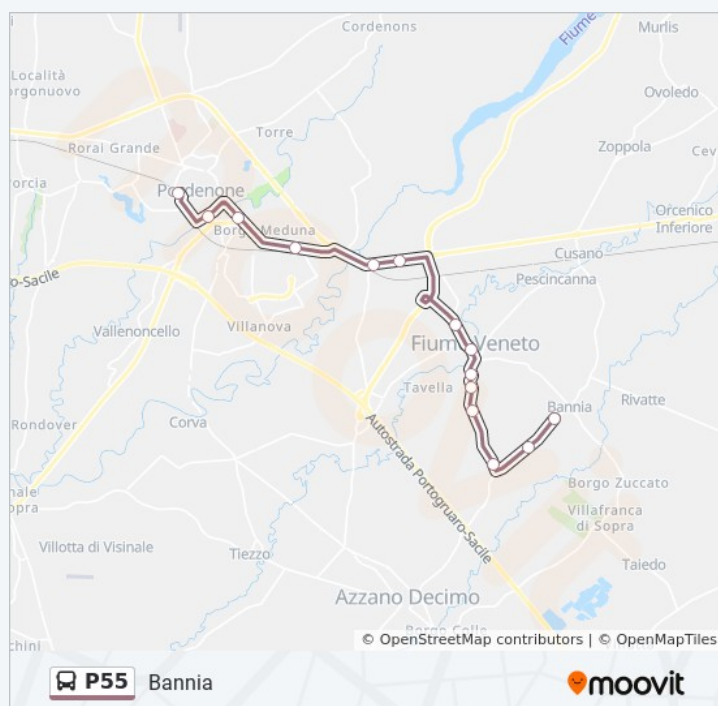 Cordenons
Murlis
Fiume
Località
orgonuovo
Ovoledo
Torre
Rorai Grande
Zoppola
Cev
Pordenone
orcia
Orcenico
Inferiore
Borgo Meduna
Cusano
o-Sacile
Pescincanna
Vallenoncello
Villanova
Fiume Veneto
Tavella
Rivatte
Bannia
Rondover
Corva
Autostrada Portogruaro-Sacile
Borgo Zuccato
nale
opra
Villafranca
di Sopra
Villotta di Visinale
Tiezzo
Taiedo
Azzano Decimo
chini
© OpenStreetMap contributors | © OpenMapTiles
P55 Bannia
moovit